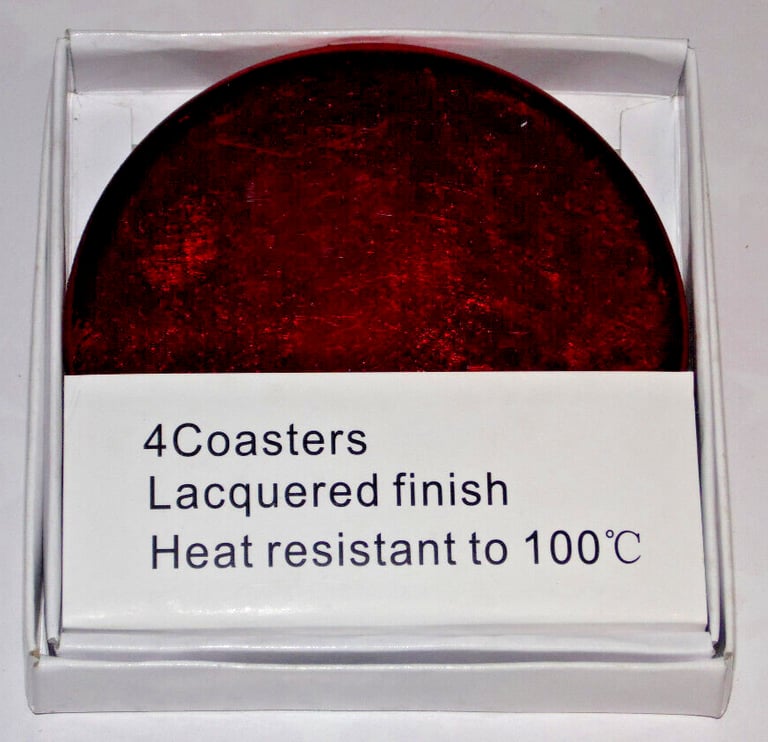 4Coasters
Lacquered finish
Heat resistant to 100℃